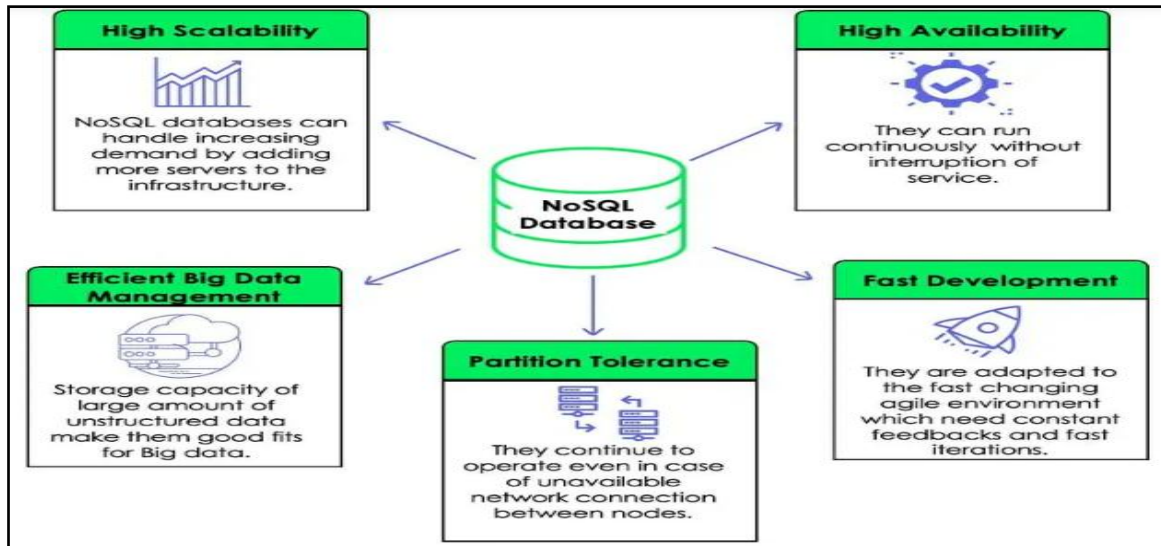 High Scalability
NoSQL databases can
handle increasing
demand by adding
more servers to the
infrastructure.
High Availability
They can run
continuously without
interruption of
service.
NoSQL
Database
Efficient Big Data
Management
Storage capacity of
large amount of
unstructured data
make them good fits
for Big data.
Partition Tolerance
They continue to
operate even in case
of unavailable
network connection
between nodes.
Fast Development
They are adapted to
the fast changing
agile environment
which need constant
feedbacks and fast
iterations.